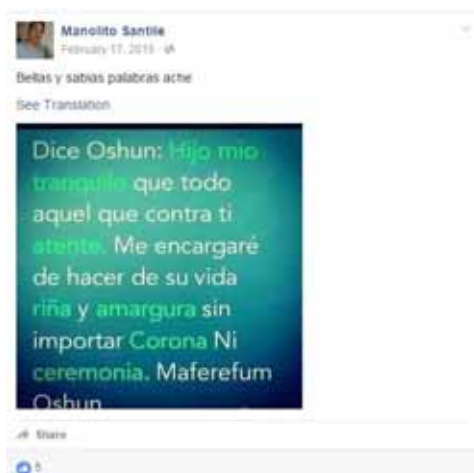 Manolito Santile
February 17, 2015
Bellas y sabias palabras ache
See Translation
Dice Oshun: Hijo mio
tranquilo que todo
aquel que contra ti
atente. Me encargaré
de hacer de su vida
riña y amargura sin
importar Corona Ni
ceremonia. Maferefum
Oshun
Share
5